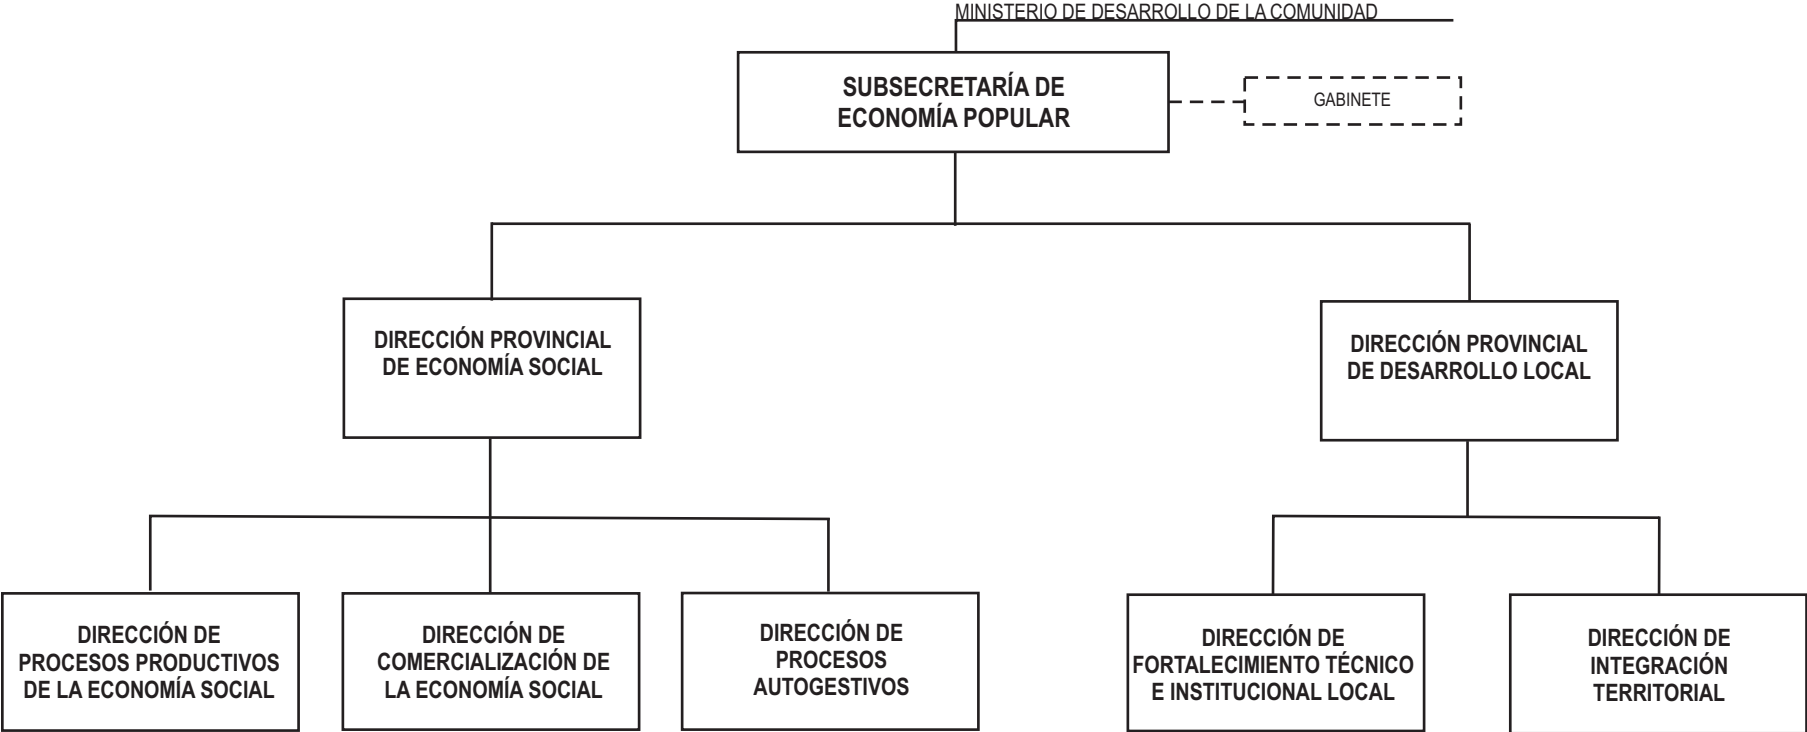 MINISTERIO DE DESARROLLO DE LA COMUNIDAD
SUBSECRETARÍA DE
ECONOMÍA POPULAR
GABINETE
DIRECCIÓN PROVINCIAL
DE ECONOMÍA SOCIAL
DIRECCIÓN PROVINCIAL
DE DESARROLLO LOCAL
DIRECCIÓN DE
PROCESOS PRODUCTIVOS
DE LA ECONOMÍA SOCIAL
DIRECCIÓN DE
COMERCIALIZACIÓN DE
LA ECONOMÍA SOCIAL
DIRECCIÓN DE
PROCESOS
AUTOGESTIVOS
DIRECCIÓN DE
FORTALECIMIENTO TÉCNICO
E INSTITUCIONAL LOCAL
DIRECCIÓN DE
INTEGRACIÓN
TERRITORIAL